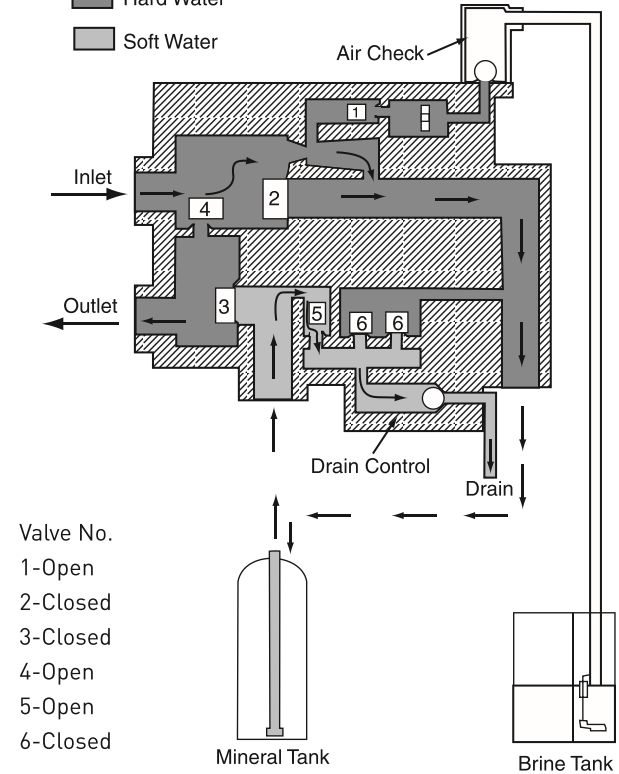 Hard Water
Soft Water
Air Check
1
Inlet
2
4
Outlet
3
5
6
6
Drain Control
Drain
Valve No.
1-Open
2-Closed
3-Closed
4-Open
5-Open
6-Closed
Mineral Tank
Brine Tank